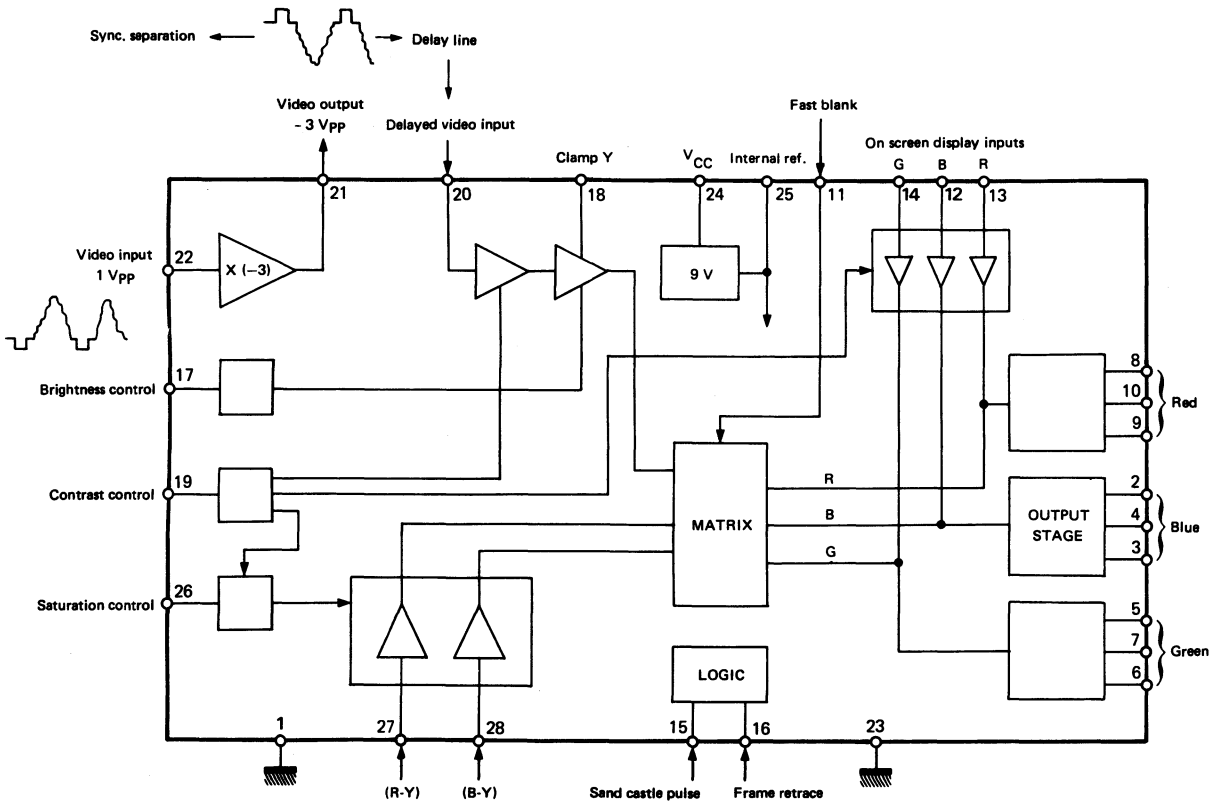 Sync. separation
Delay line
Video output
– 3 VPP
Delayed video input
Fast blank
On screen display inputs
Clamp Y
VCC
Internal ref.
G
B
R
21
20
18
24
25
11
14
12
13
Video input
1 VPP
22
X (–3)
9 V
Brightness control
17
8
10
9
Red
Contrast control
19
MATRIX
R
B
G
OUTPUT
STAGE
2
4
3
Blue
Saturation control
26
5
7
6
Green
LOGIC
1
27
28
15
16
23
(R-Y)
(B-Y)
Sand castle pulse
Frame retrace